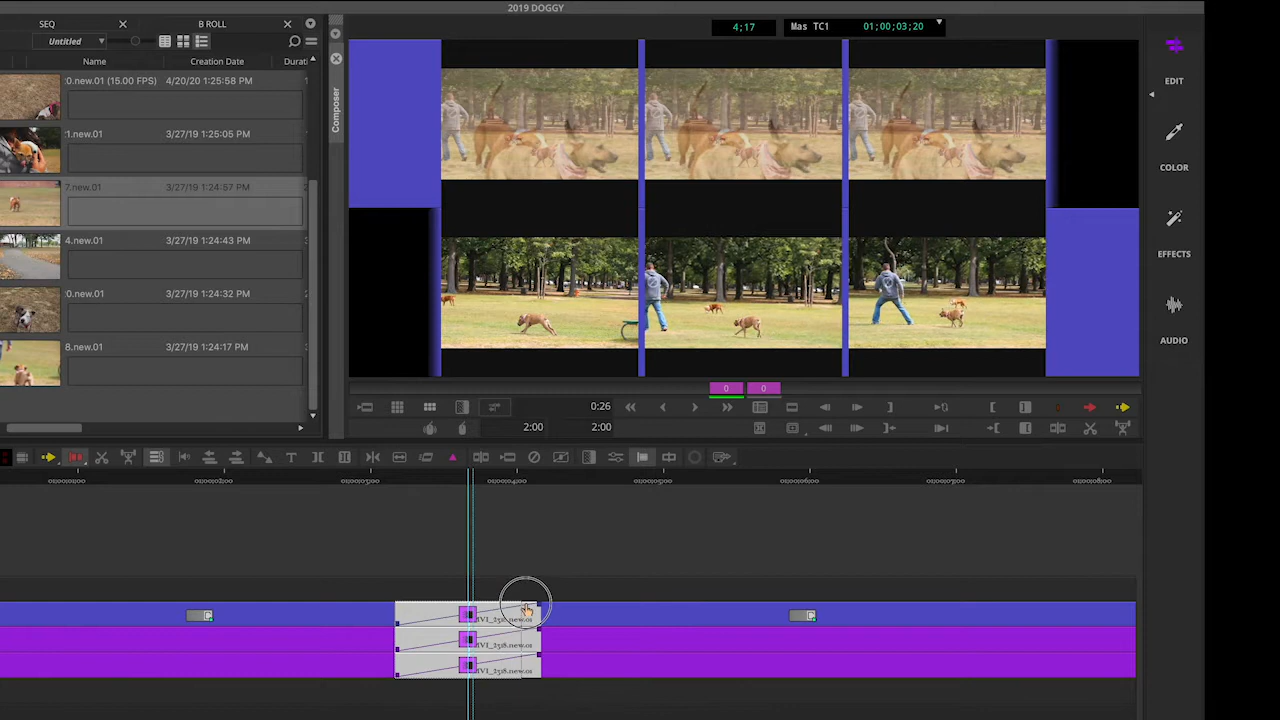 2019 DOGGY
SEQ
B ROLL
4;17
Mas TC1
01;00;03;20
Untitled
Name
Creation Date
Durati
0.new.01 (15.00 FPS)
4/20/20 1:25:58 PM
1.new.01
3/27/19 1:25:05 PM
7.new.01
3/27/19 1:24:57 PM
4.new.01
3/27/19 1:24:43 PM
0.new.01
3/27/19 1:24:32 PM
8.new.01
3/27/19 1:24:17 PM
Composer
EDIT
COLOR
EFFECTS
AUDIO
0
0
0:26
2:00
2:00